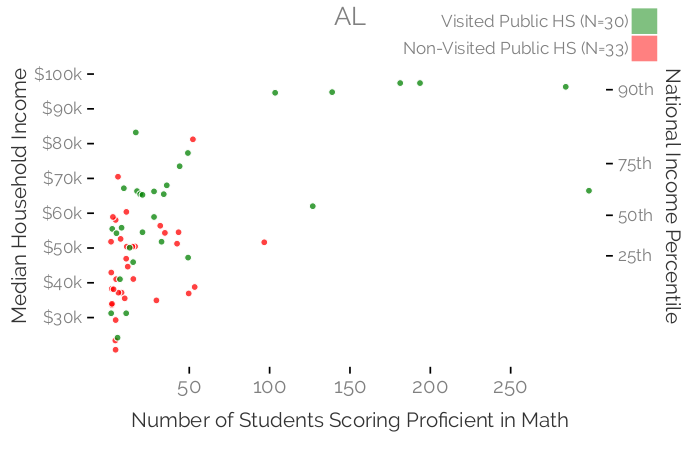 AL
Visited Public HS (N=30)
Non-Visited Public HS (N=33)
Median Household Income
$100k
$90k
$80k
$70k
$60k
$50k
$40k
$30k
90th
75th
50th
25th
National Income Percentile
50
100
150
200
250
Number of Students Scoring Proficient in Math